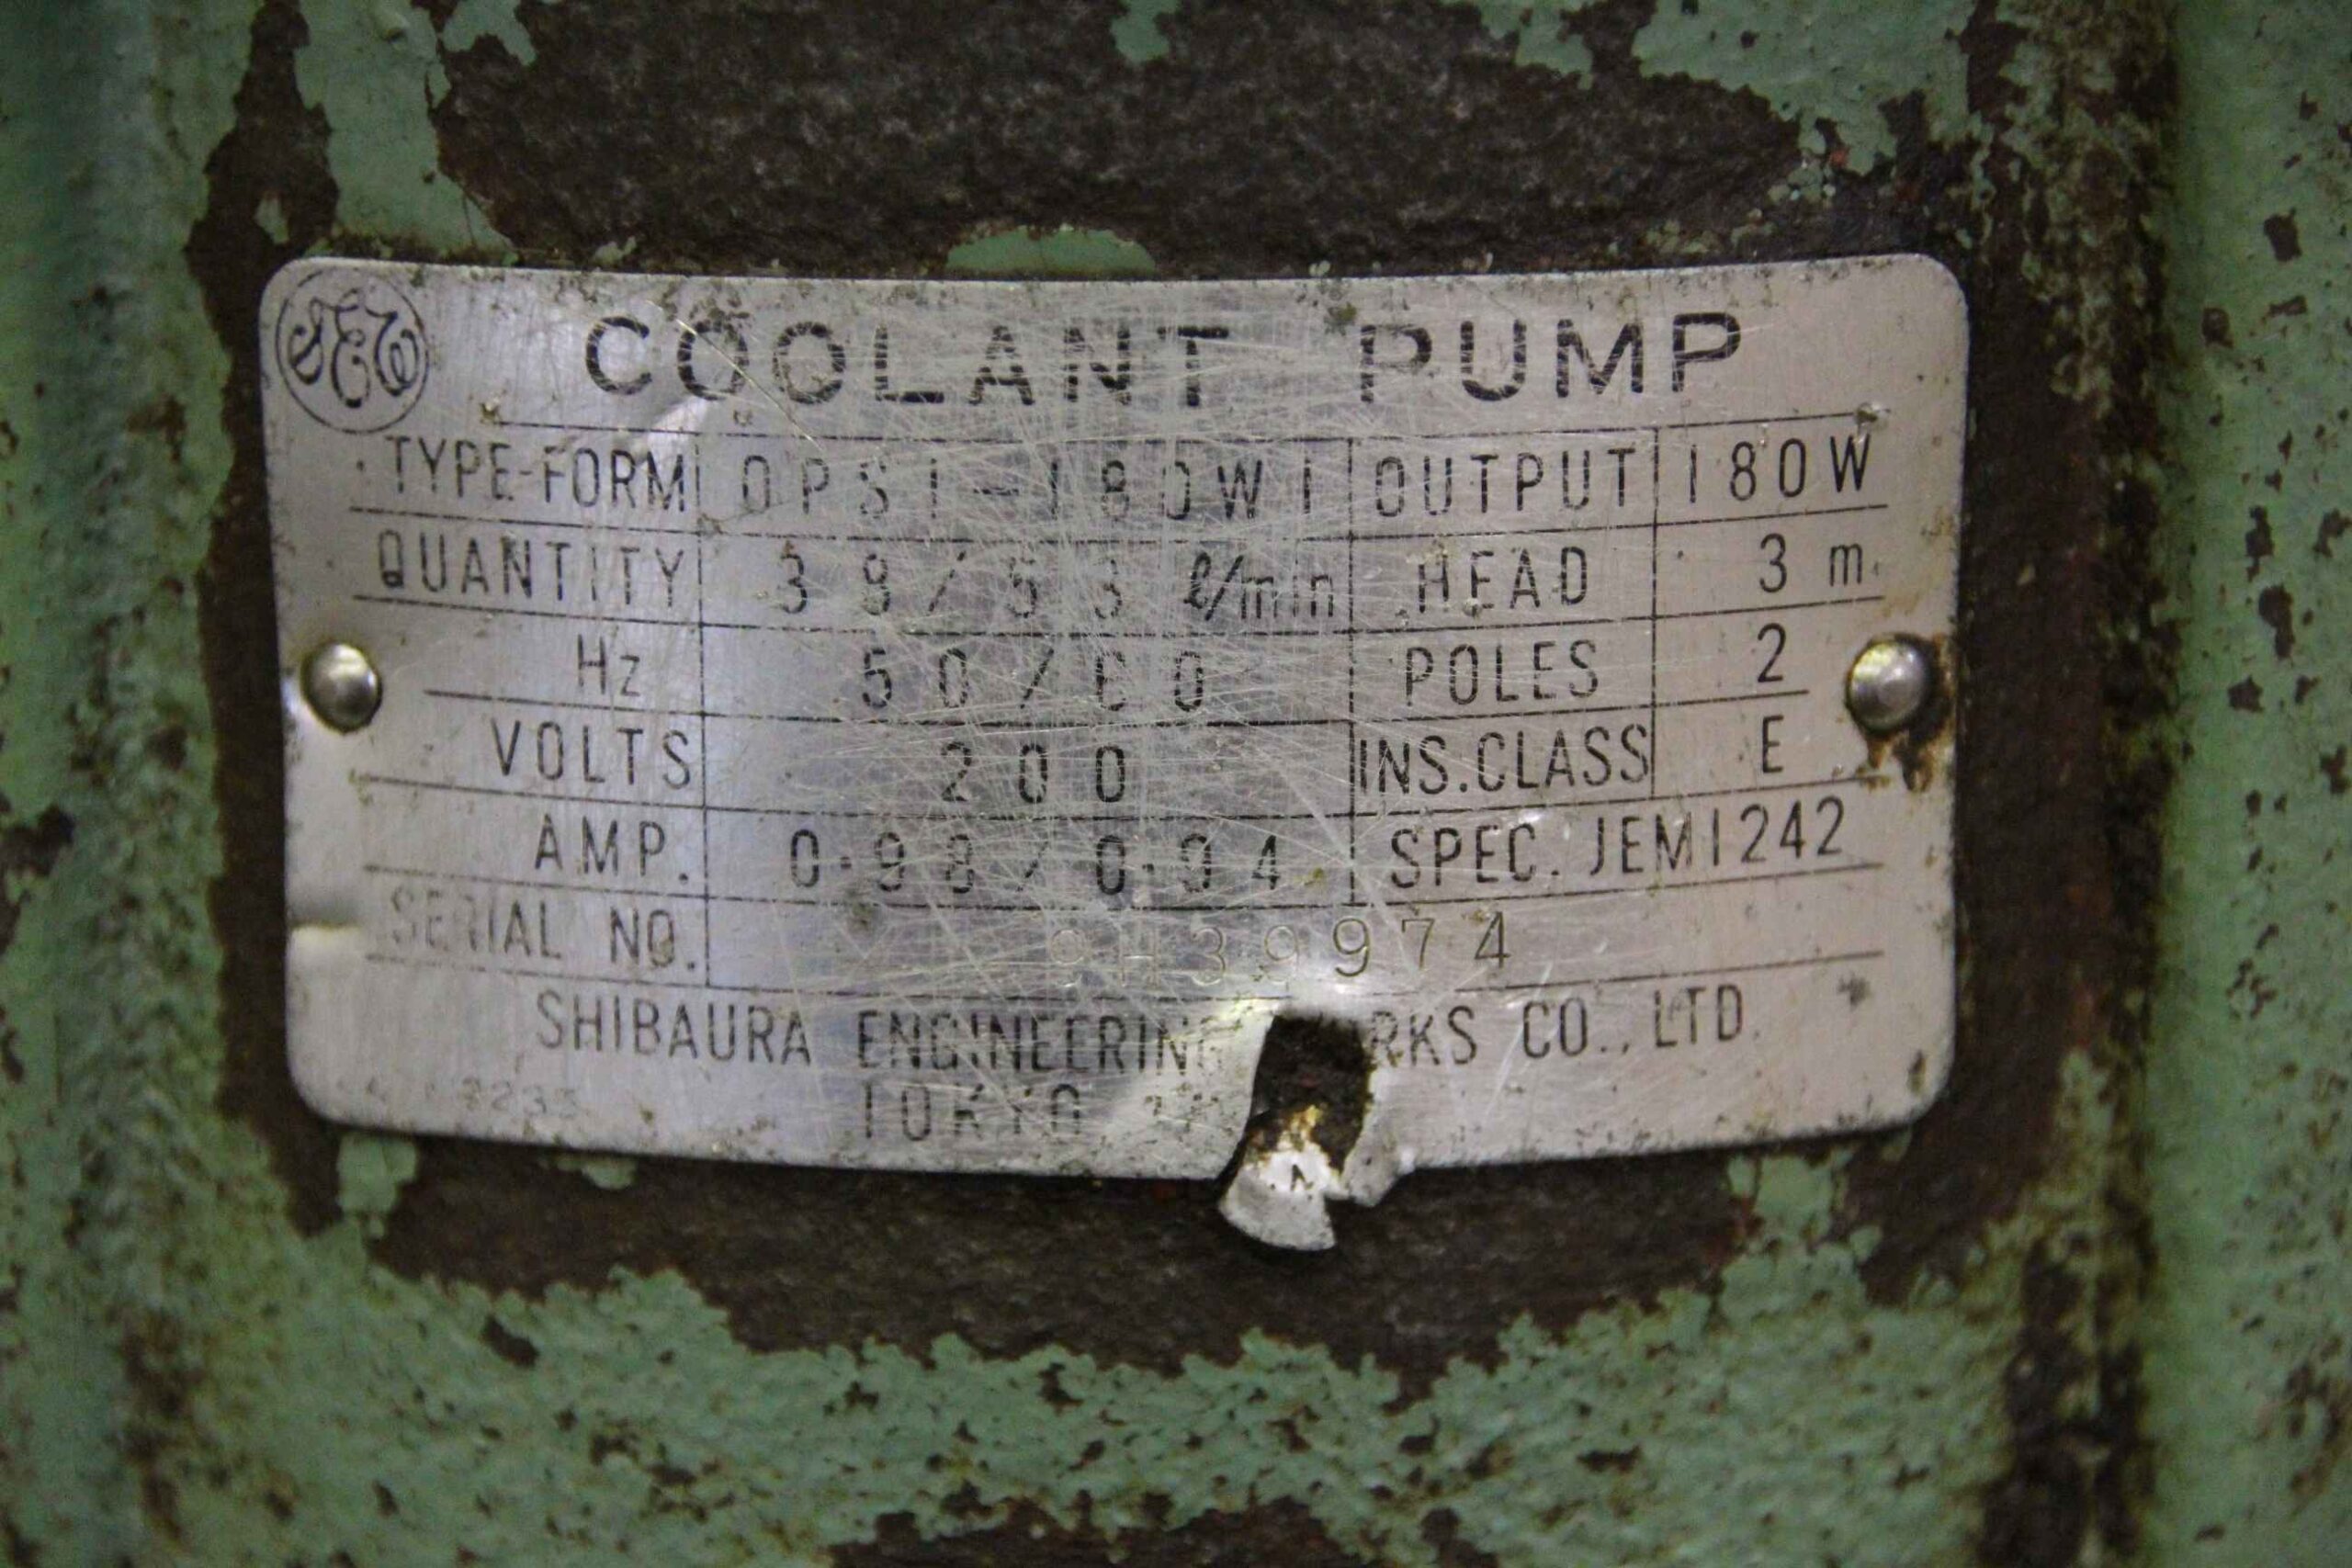 COOLANT PUMP
TYPE-FORM OPS1-180W1 OUTPUT 180W
QUANTITY 38/53 ℓ/min HEAD 3 m
Hz 50/60 POLES 2
VOLTS 200 INS.CLASS E
AMP. 0.98/0.94 SPEC. JEM1242
SERIAL NO. 9H39974
SHIBAURA ENGINEERING CO., LTD.
TOKYO